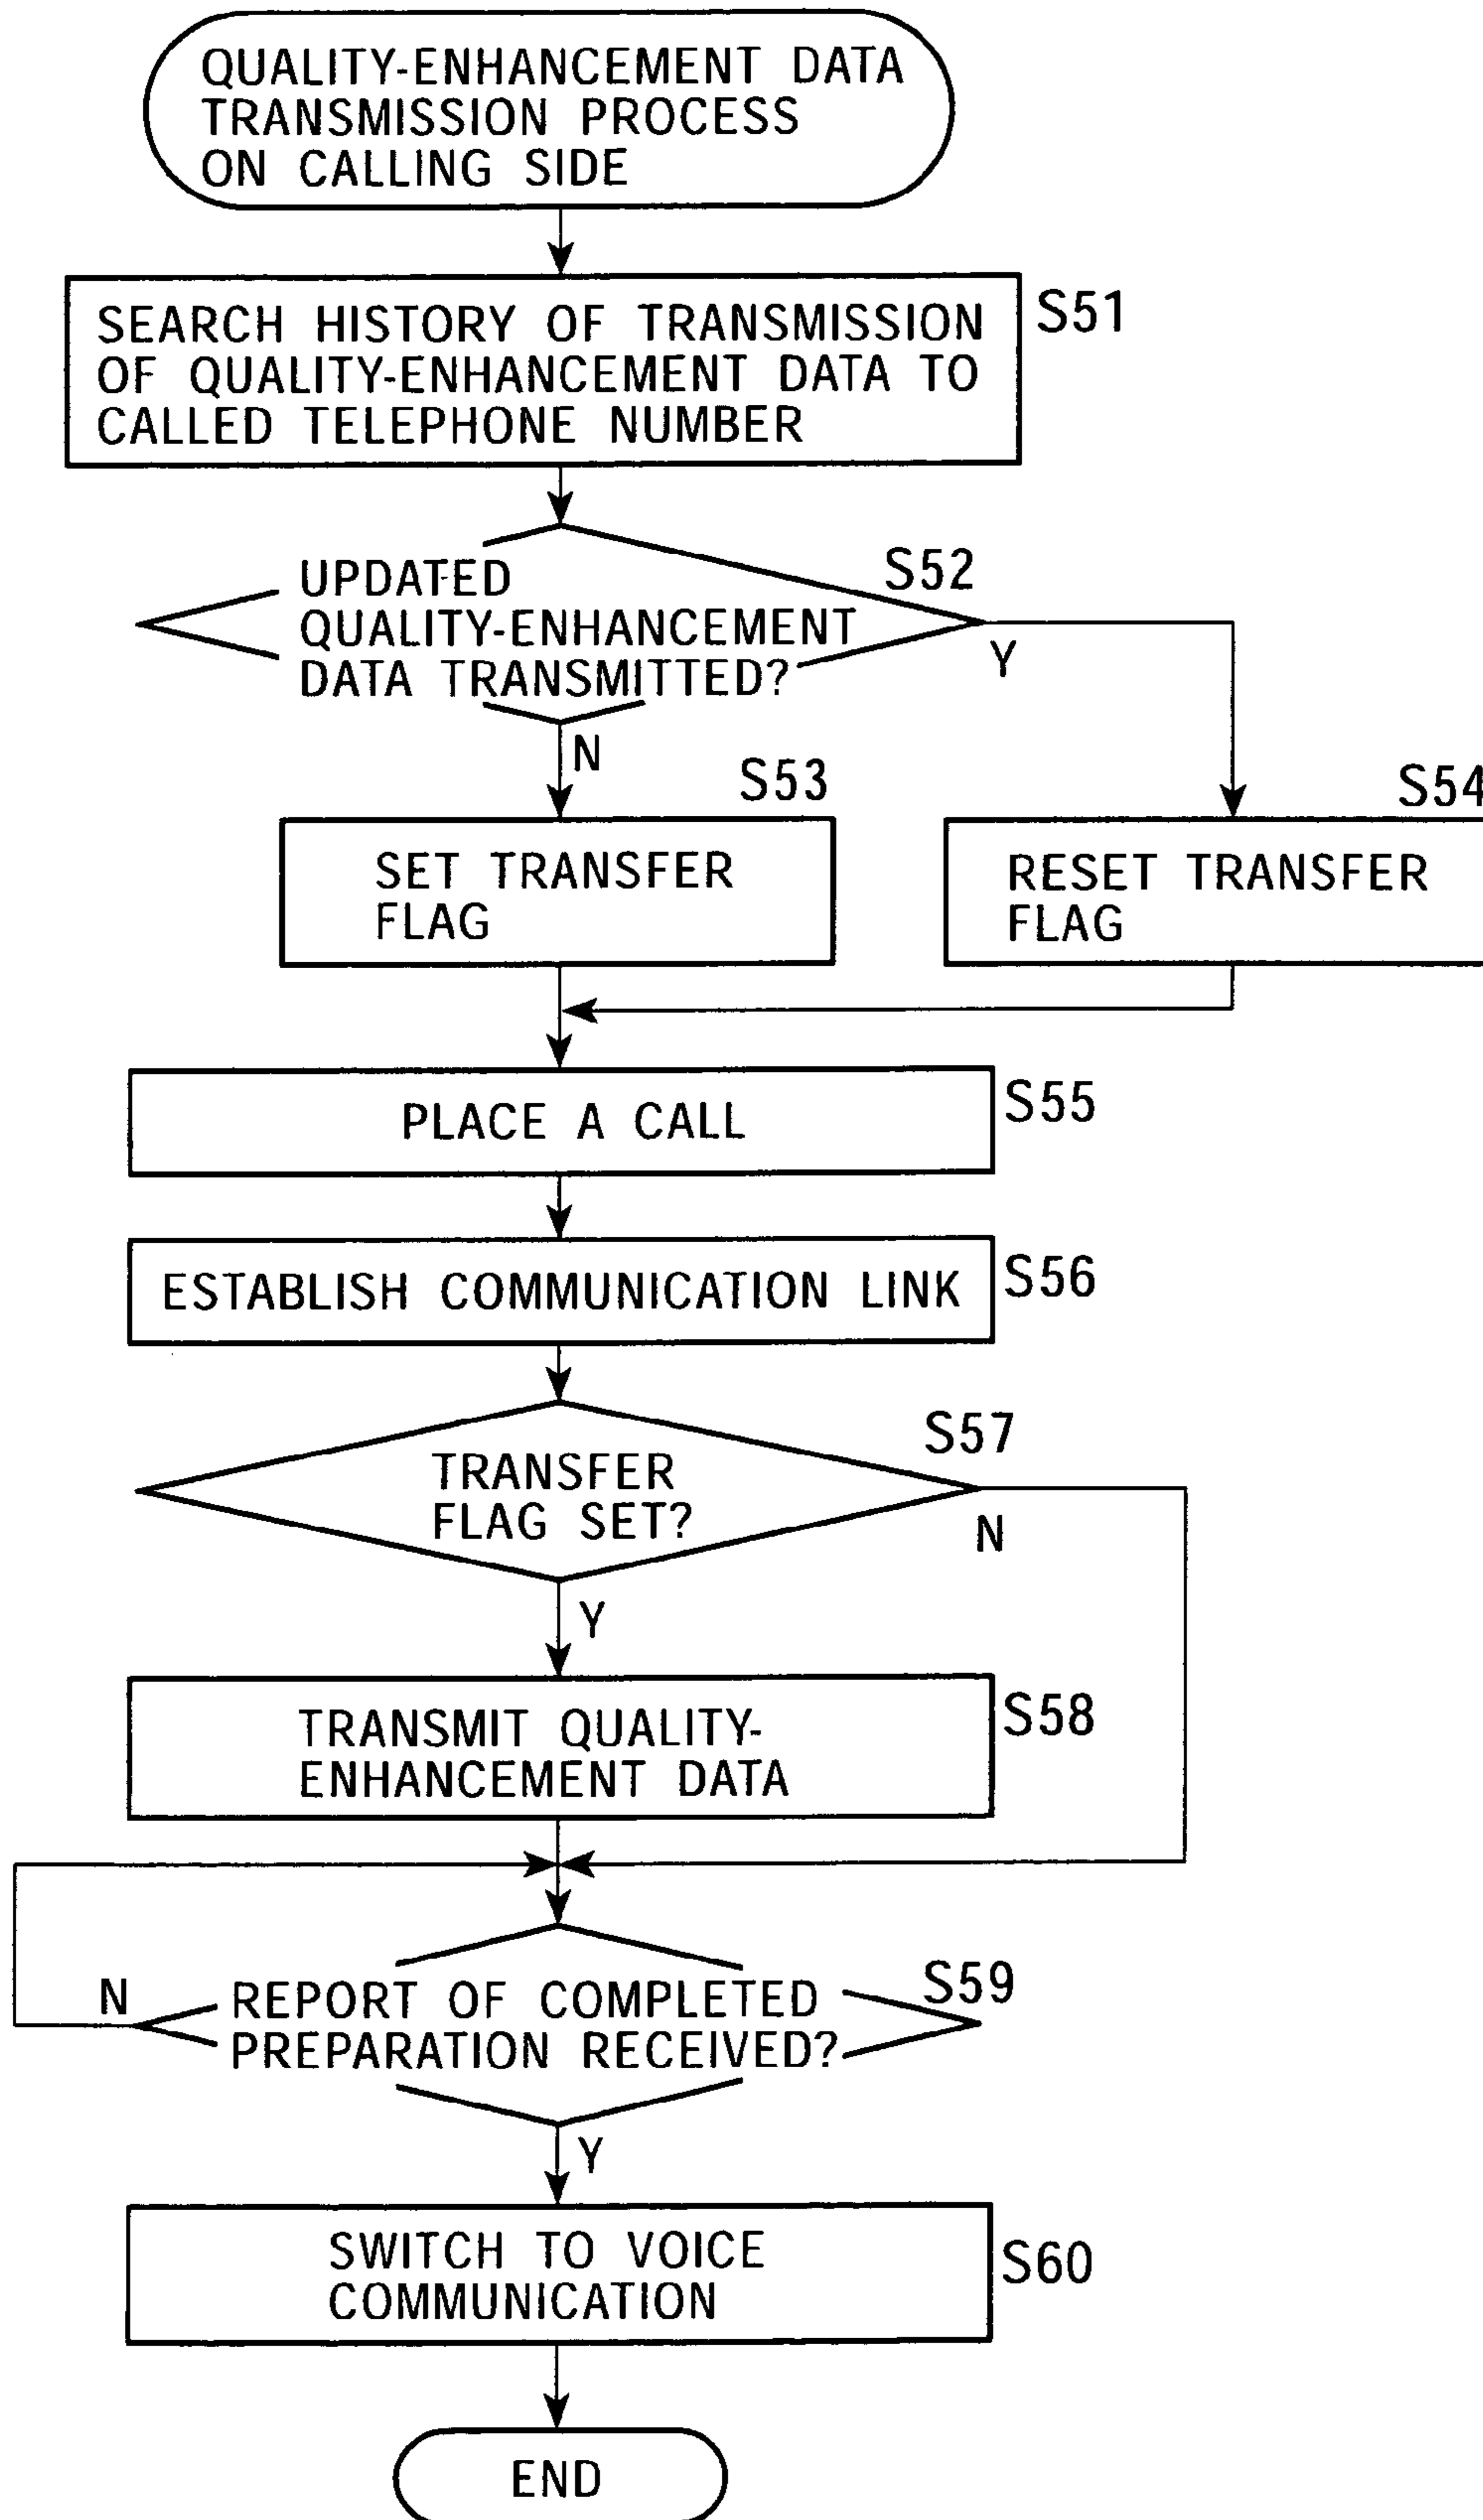 QUALITY-ENHANCEMENT DATA
TRANSMISSION PROCESS
ON CALLING SIDE
SEARCH HISTORY OF TRANSMISSION
OF QUALITY-ENHANCEMENT DATA TO
CALLED TELEPHONE NUMBER
S51
S52
UPDATED
QUALITY-ENHANCEMENT
DATA TRANSMITTED?
Y
N
S53
S54
SET TRANSFER
FLAG
RESET TRANSFER
FLAG
PLACE A CALL
S55
ESTABLISH COMMUNICATION LINK
S56
S57
TRANSFER
FLAG SET?
N
Y
TRANSMIT QUALITY-
ENHANCEMENT DATA
S58
N
REPORT OF COMPLETED
PREPARATION RECEIVED?
S59
Y
SWITCH TO VOICE
COMMUNICATION
S60
END